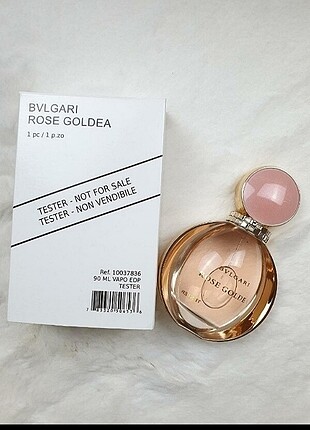 BVLGARI
ROSE GOLDEA
1 pc / 1 p.zo
TESTER - NOT FOR SALE
TESTER - NON VENDIBILE
Ref. 10037836
90 ML VAPO EDP
TESTER
BVLGARI
ROSE GOLDE